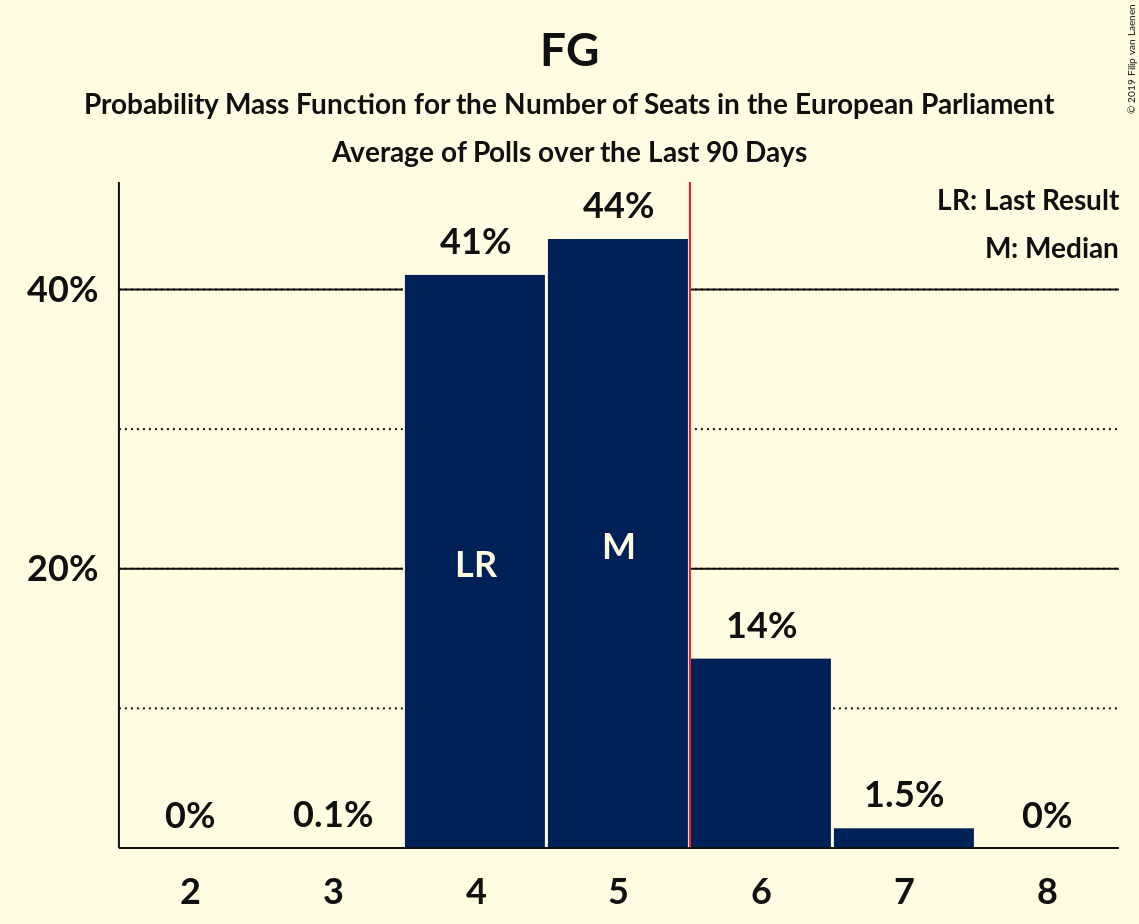 FG
Probability Mass Function for the Number of Seats in the European Parliament
Average of Polls over the Last 90 Days
© 2019 Filip van Laenen
LR: Last Result
M: Median
44%
41%
40%
LR
M
20%
14%
0%
0.1%
1.5%
0%
2 3 4 5 6 7 8